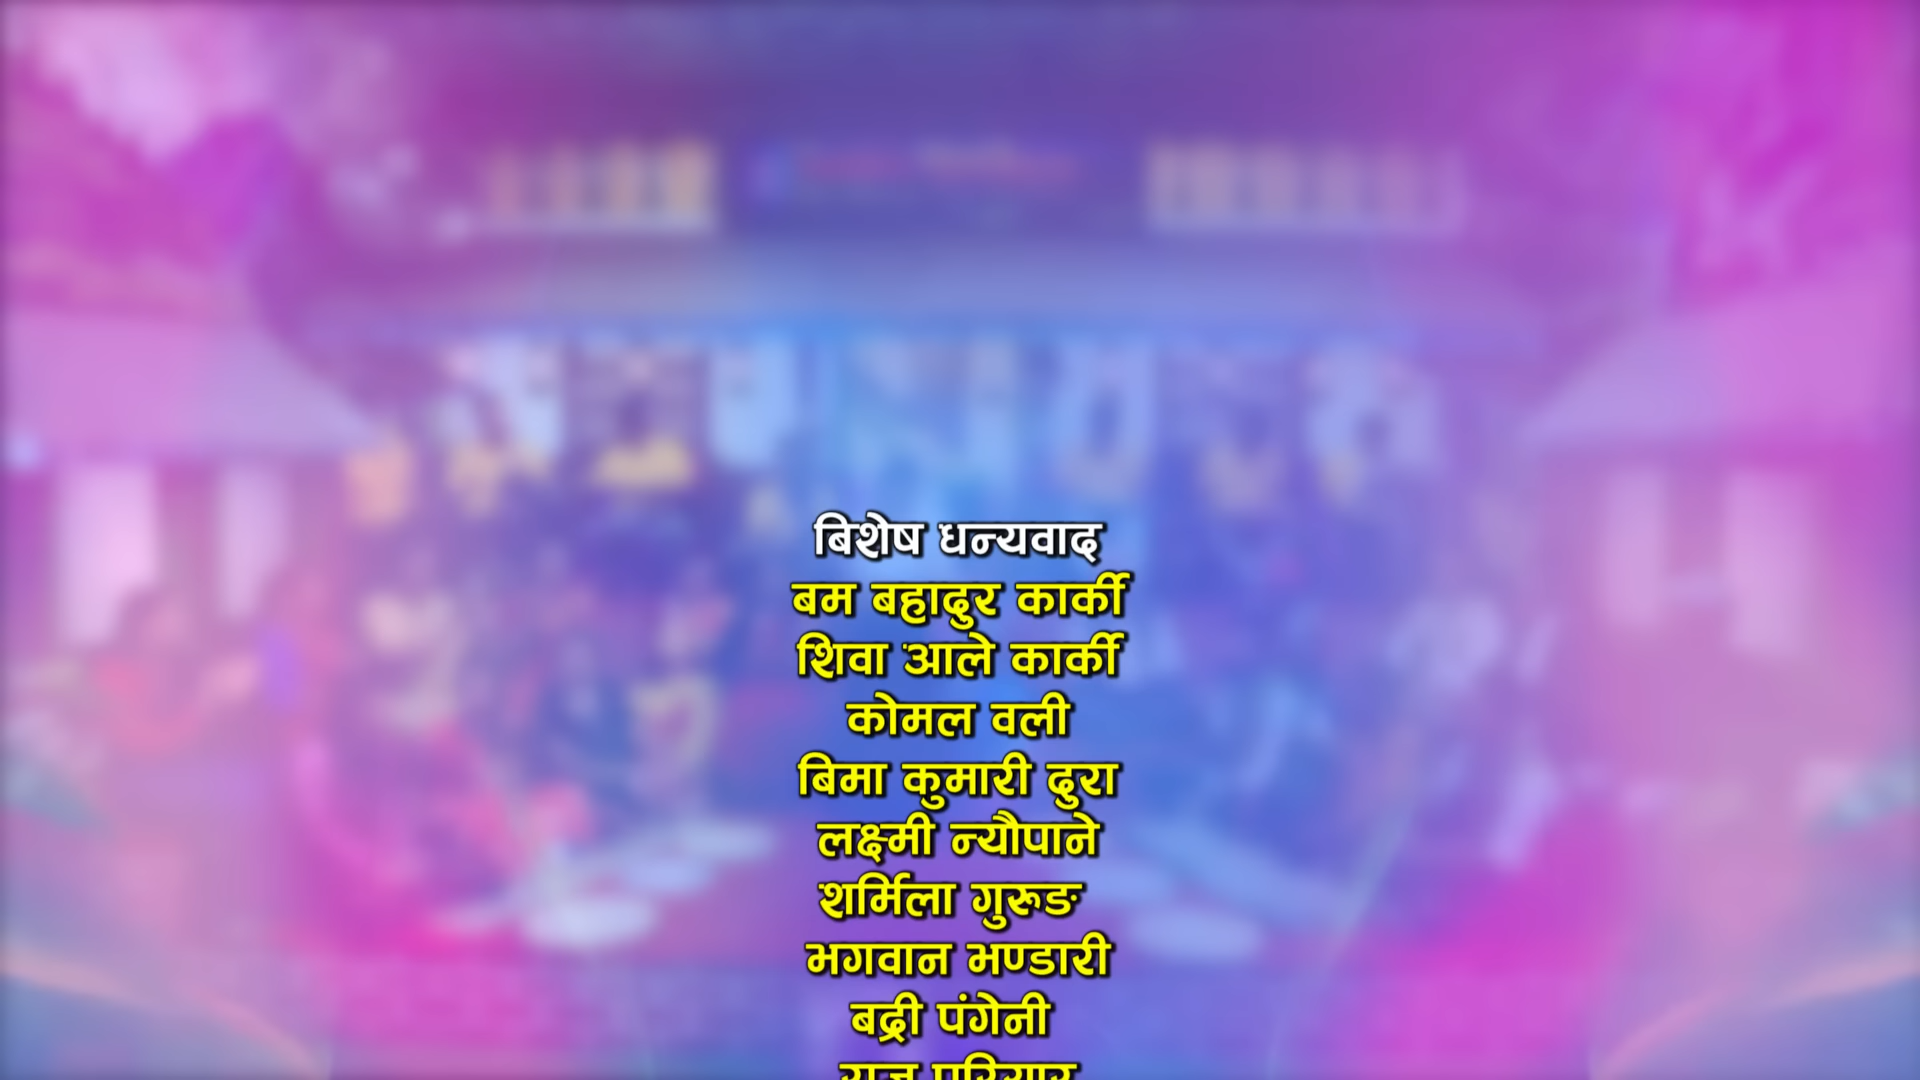 बिशेष धन्यवाद
बम बहादुर कार्की
शिवा आले कार्की
कोमल वली
बिमा कुमारी दुरा
लक्ष्मी न्यौपाने
शर्मिला गुरूङ
भगवान भण्डारी
बद्री पंगेनी